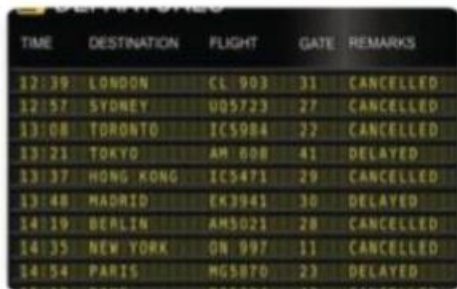 DEPARTURES
TIME DESTINATION FLIGHT GATE REMARKS
12:39 LONDON CL 903 31 CANCELLED
12:57 SYDNEY UQ5723 27 CANCELLED
13:08 TORONTO IC5984 22 CANCELLED
13:21 TOKYO AM 608 41 DELAYED
13:37 HONG KONG IC5471 29 CANCELLED
13:48 MADRID EK3941 30 DELAYED
14:19 BERLIN AM5021 28 CANCELLED
14:35 NEW YORK ON 997 11 CANCELLED
14:54 PARIS MG5870 23 DELAYED